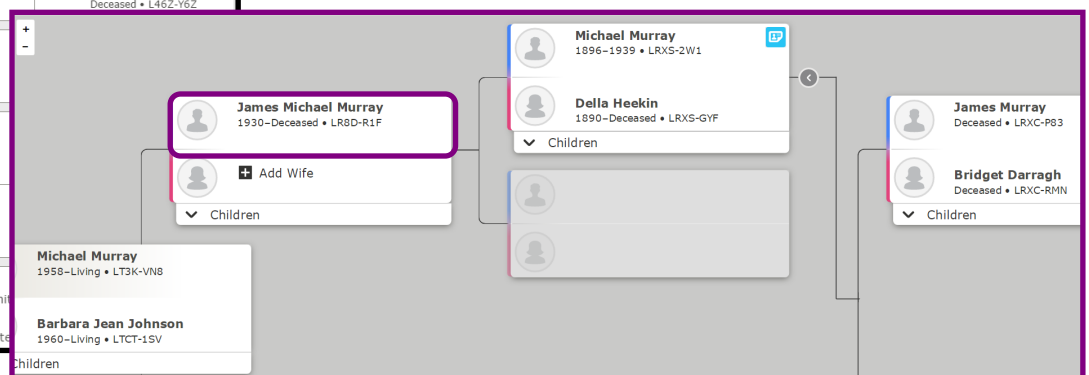 Deceased • L46Z-Y6Z
+
−
Michael Murray
1896–1939 • LRXS-2W1
Della Heekin
1890–Deceased • LRXS-GYF
Children
James Michael Murray
1930–Deceased • LR8D-R1F
Add Wife
Children
James Murray
Deceased • LRXC-P83
Bridget Darragh
Deceased • LRXC-RMN
Children
Michael Murray
1958–Living • LT3K-VN8
Barbara Jean Johnson
1960–Living • LTCT-1SV
Children